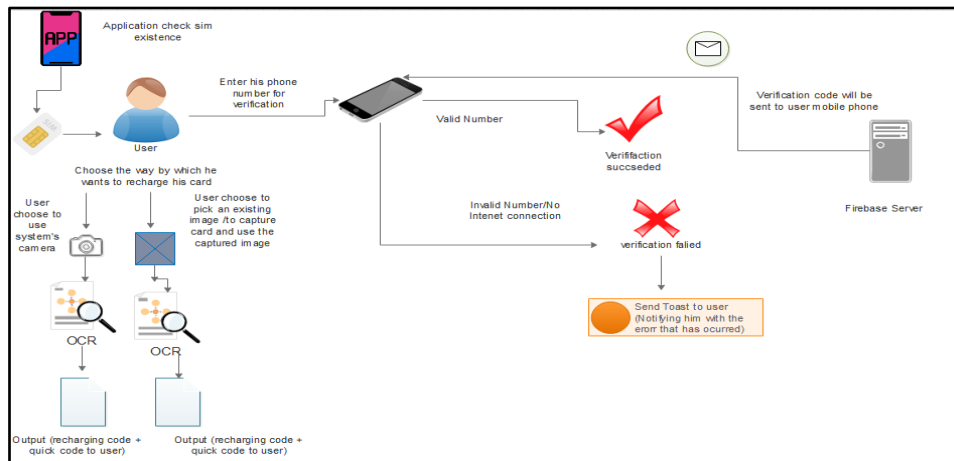 APP
Application check sim
existence
SIM
User
Enter his phone
number for
verification
Valid Number
Verififaction
succseded
Verification code will be
sent to user mobile phone
Firebase Server
Invalid Number/No
Intenet connection
verification falied
Send Toast to user
(Notifying him with the
erorr that has ocurred)
Choose the way by which he
wants to recharge his card
User
choose to
use
system's
camera
User choose to
pick an existing
image /to capture
card and use the
captured image
OCR
OCR
Output (recharging code +
quick code to user)
Output (recharging code +
quick code to user)